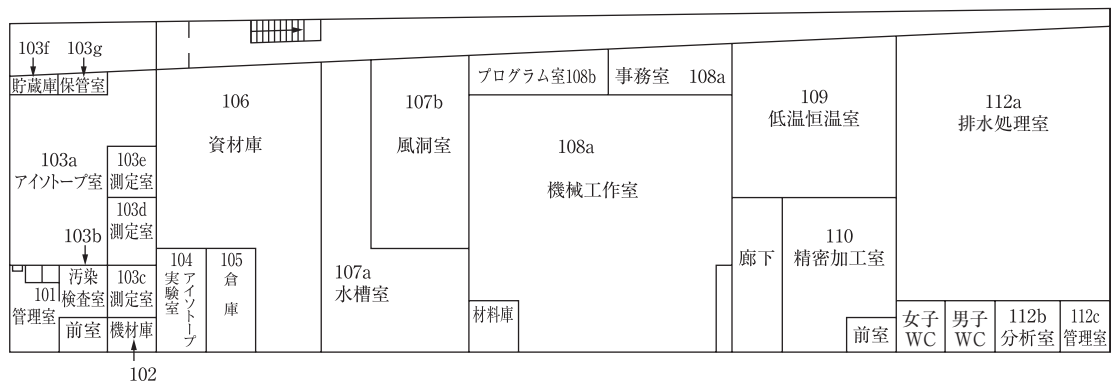 103f
103g
貯蔵庫
保管室
103a
アイソトープ室
103e
測定室
103d
測定室
103b
汚染
検査室
103c
測定室
101
管理室
前室
機材庫
102
106
資材庫
104
アイソトープ
実験室
105
倉庫
107a
水槽室
107b
風洞室
プログラム室108b
事務室 108a
108a
機械工作室
材料庫
109
低温恒温室
廊下
110
精密加工室
前室
112a
排水処理室
女子
WC
男子
WC
112b
分析室
112c
管理室